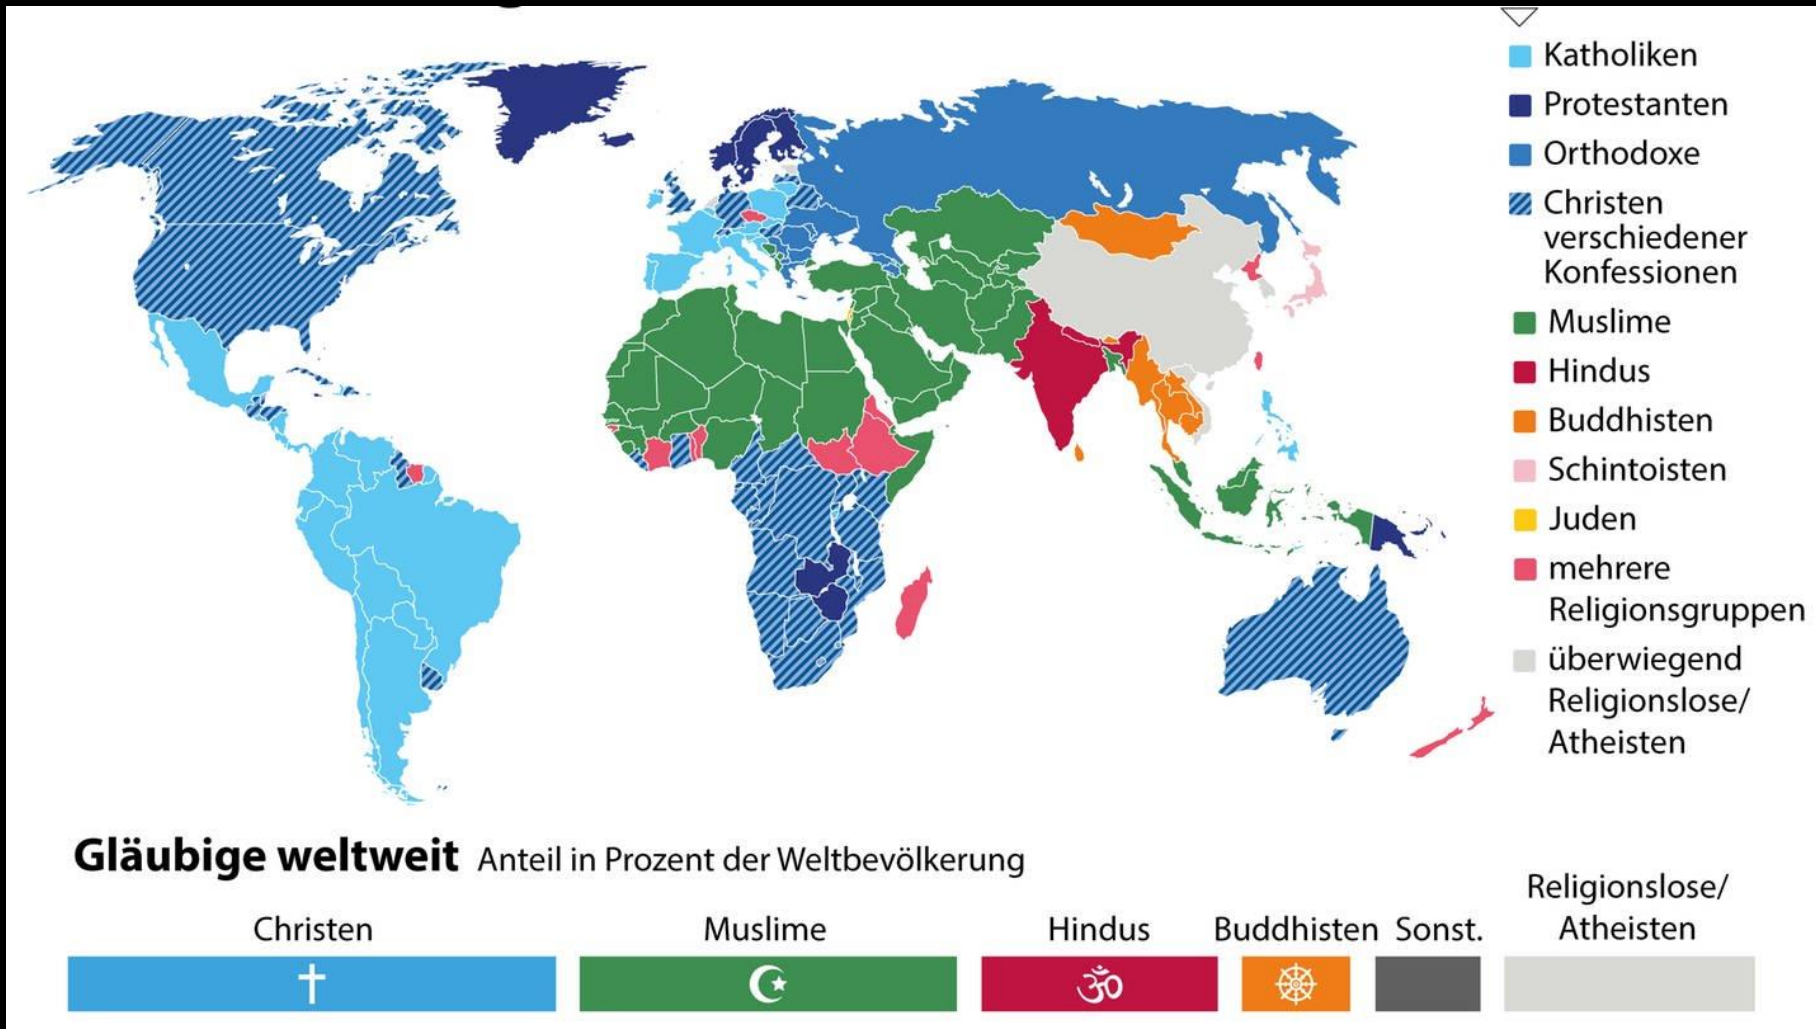 Katholiken
Protestanten
Orthodoxe
Christen
verschiedener
Konfessionen
Muslime
Hindus
Buddhisten
Schintoisten
Juden
mehrere
Religionsgruppen
überwiegend
Religionslose/
Atheisten
Gläubige weltweit Anteil in Prozent der Weltbevölkerung
Christen
Muslime
Hindus
Buddhisten
Sonst.
Religionslose/
Atheisten
ॐ